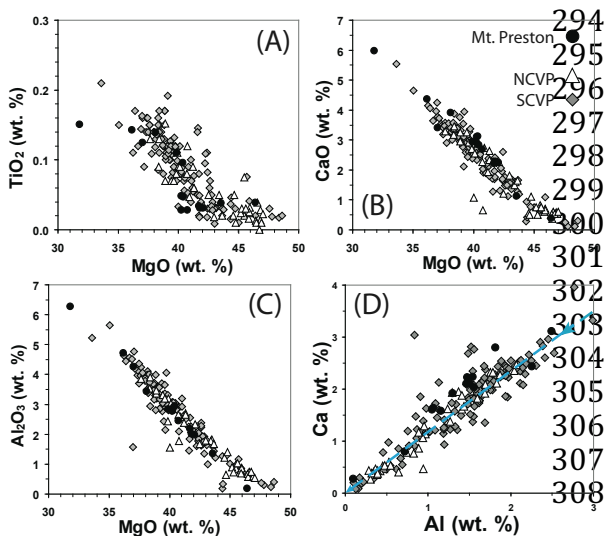 294
295
296
297
298
299
300
301
302
303
304
305
306
307
308
(A)
0.3
0.2
0.1
0.0
TiO₂ (wt. %)
30 35 40 45 50
MgO (wt. %)
Mt. Preston
NCVP
SCVP
(B)
7
6
5
4
3
2
1
0
CaO (wt. %)
30 35 40 45 50
MgO (wt. %)
(C)
7
6
5
4
3
2
1
0
Al₂O₃ (wt. %)
30 35 40 45 50
MgO (wt. %)
(D)
4
3
2
1
0
Ca (wt. %)
0 1 2 3
Al (wt. %)